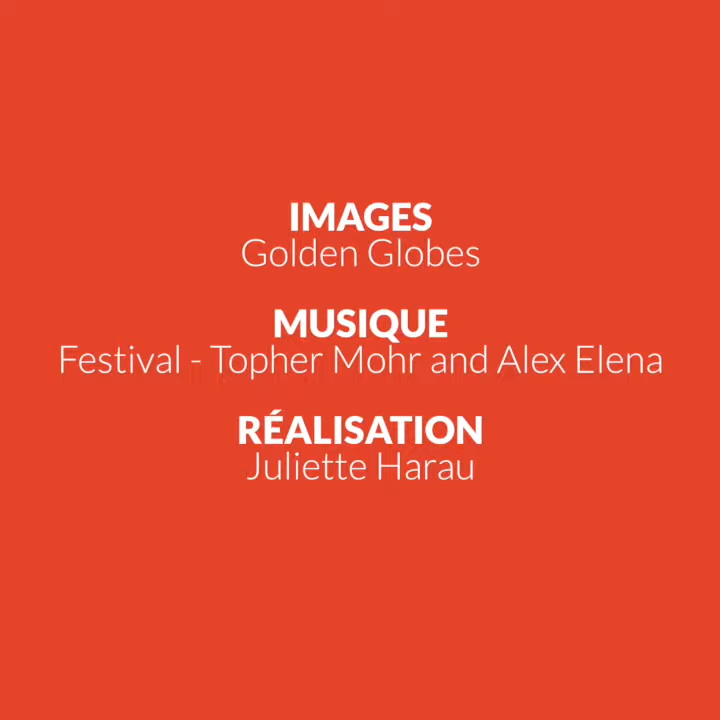 IMAGES
Golden Globes
MUSIQUE
Festival - Topher Mohr and Alex Elena
RÉALISATION
Juliette Harau